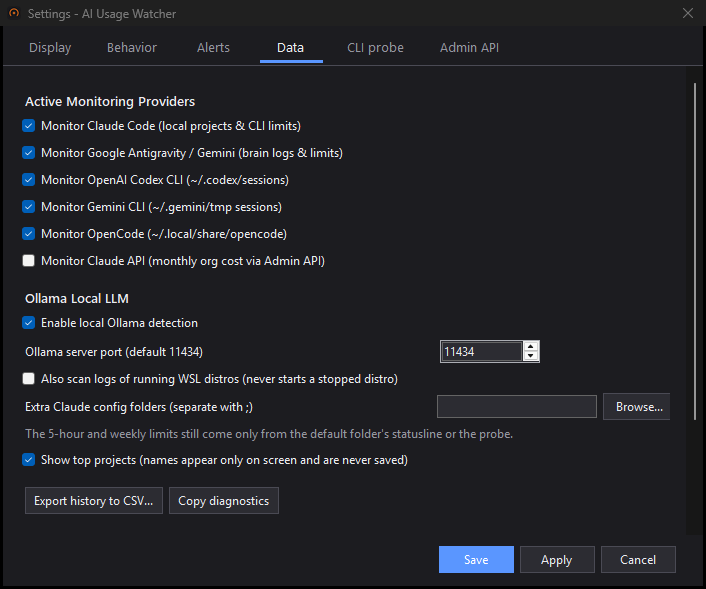 Settings - AI Usage Watcher
Display Behavior Alerts Data CLI probe Admin API
Active Monitoring Providers
Monitor Claude Code (local projects & CLI limits)
Monitor Google Antigravity / Gemini (brain logs & limits)
Monitor OpenAI Codex CLI (~/.codex/sessions)
Monitor Gemini CLI (~/.gemini/tmp sessions)
Monitor OpenCode (~/.local/share/opencode)
Monitor Claude API (monthly org cost via Admin API)
Ollama Local LLM
Enable local Ollama detection
Ollama server port (default 11434) 11434
Also scan logs of running WSL distros (never starts a stopped distro)
Extra Claude config folders (separate with ;) Browse...
The 5-hour and weekly limits still come only from the default folder's statusline or the probe.
Show top projects (names appear only on screen and are never saved)
Export history to CSV... Copy diagnostics
Save Apply Cancel